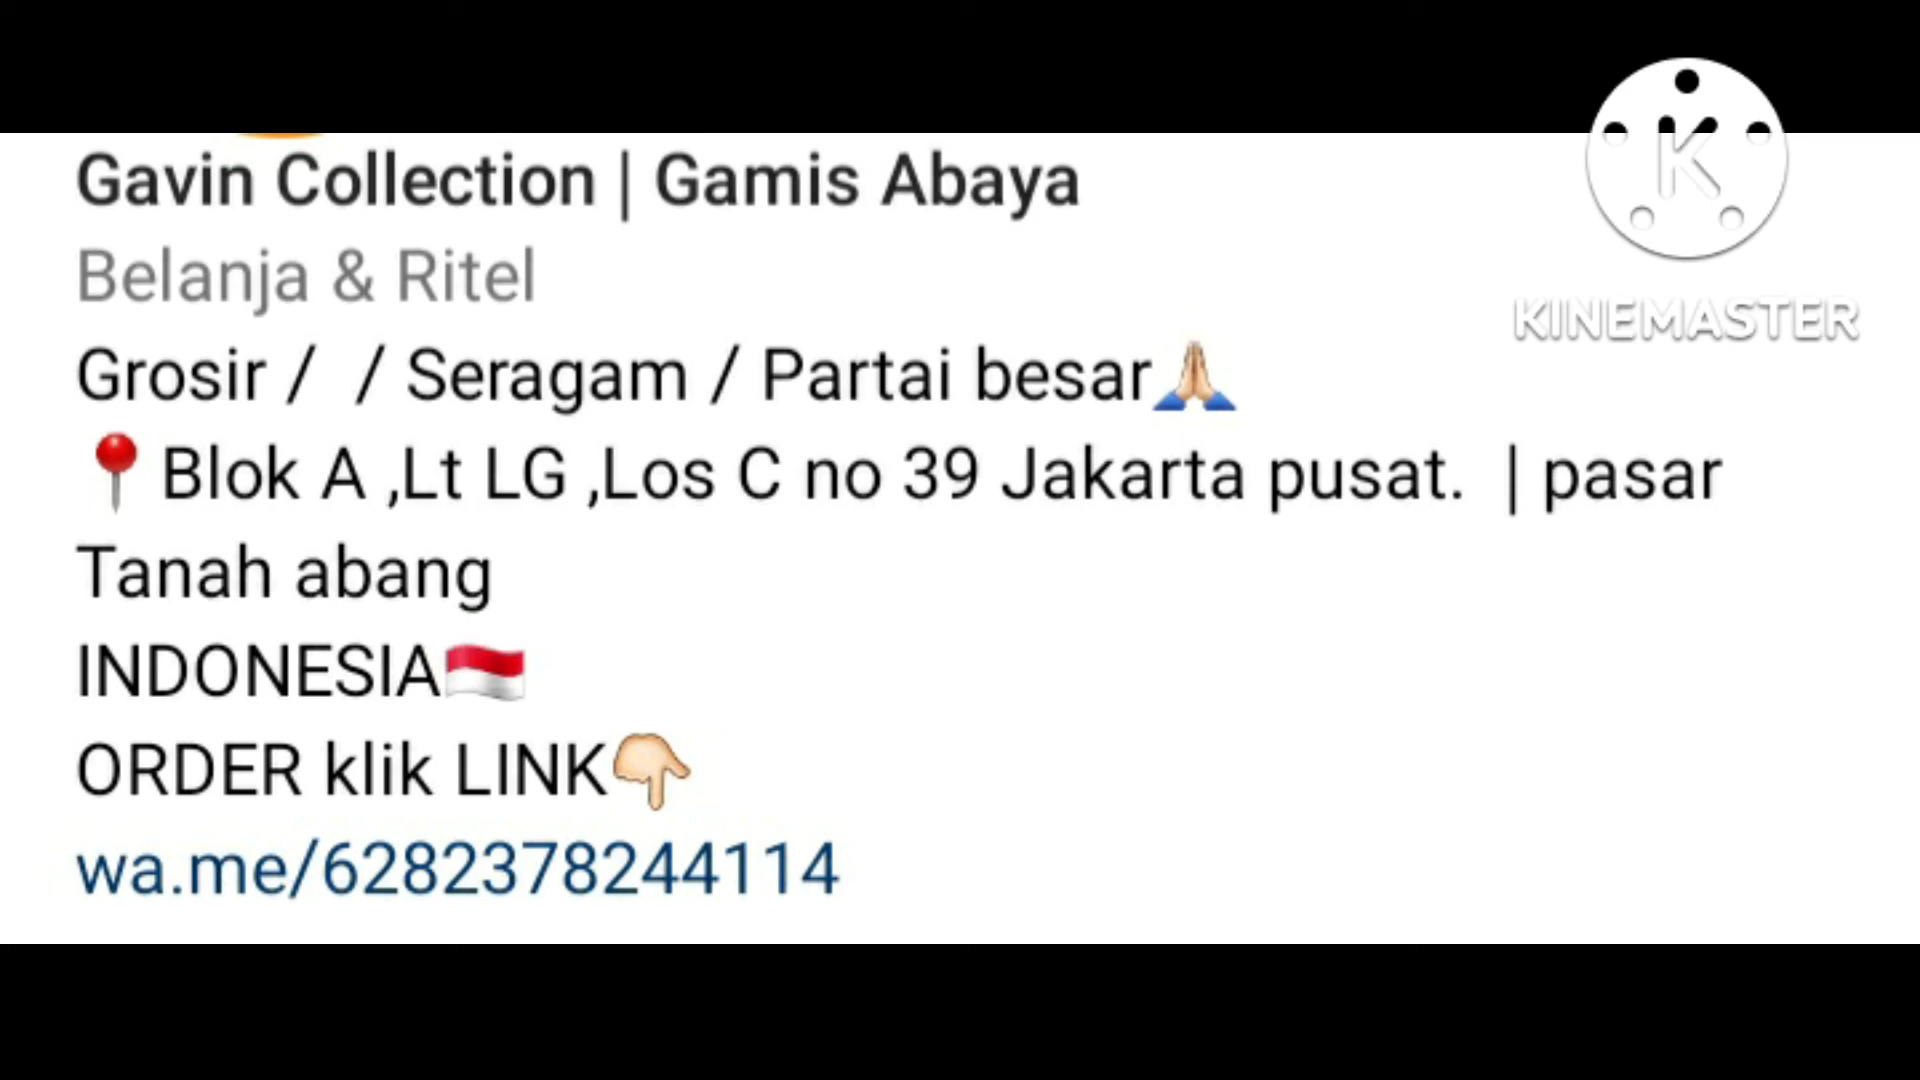 Gavin Collection | Gamis Abaya
Belanja & Ritel
Grosir /  / Seragam / Partai besar🙏🏼
📍Blok A ,Lt LG ,Los C no 39 Jakarta pusat.  | pasar
Tanah abang
INDONESIA🇮🇩
ORDER klik LINK👇🏼
wa.me/6282378244114
K
KINEMASTER